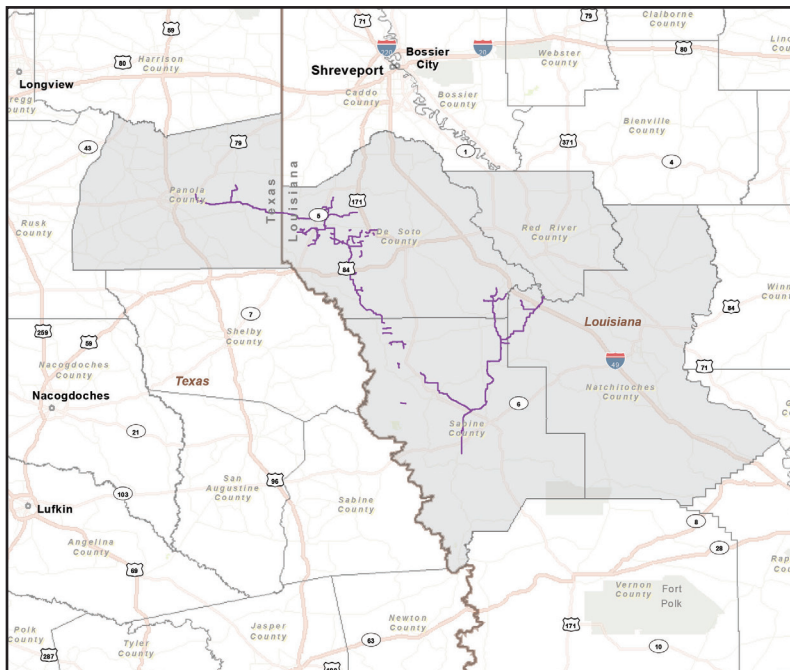 59
71
Claiborne
County
79
80
Harrison
County
220
Bossier
City
20
Webster
County
80
Longview
Shreveport
Caddo
County
Bossier
County
Bienville
County
43
79
1
371
4
Panola
County
Texas
Louisiana
171
5
De Soto
County
Red River
County
Rusk
County
84
84
7
Shelby
County
Louisiana
259
59
49
71
Nacogdoches
County
Texas
Natchitoches
County
Nacogdoches
6
Sabine
County
21
103
San
Augustine
County
96
Sabine
County
Lufkin
8
Angelina
County
28
69
Vernon
County
Fort
Polk
Jasper
County
Newton
County
63
171
Polk
County
Tyler
County
10
287